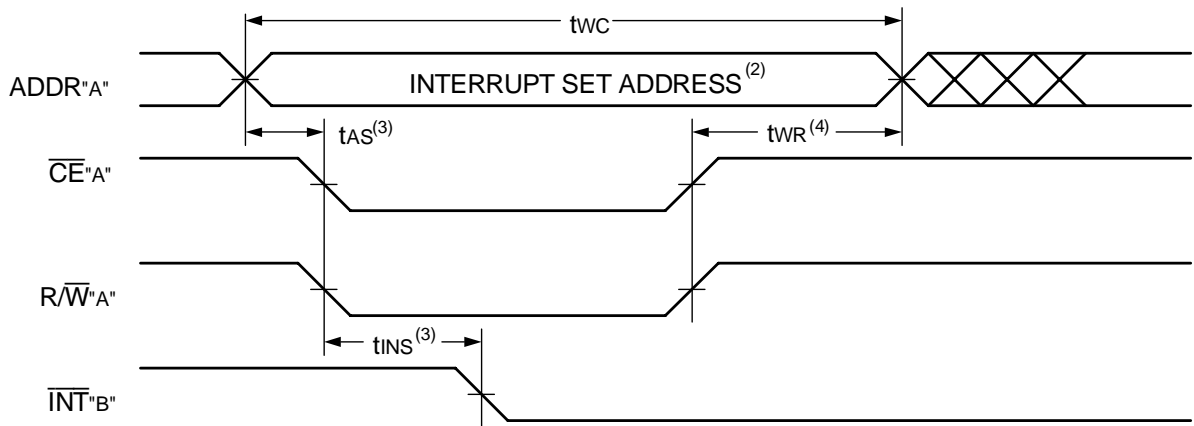 tWC
ADDR"A"
INTERRUPT SET ADDRESS(2)
tAS(3)
tWR(4)
CE"A"
R/W"A"
tINS(3)
INT"B"